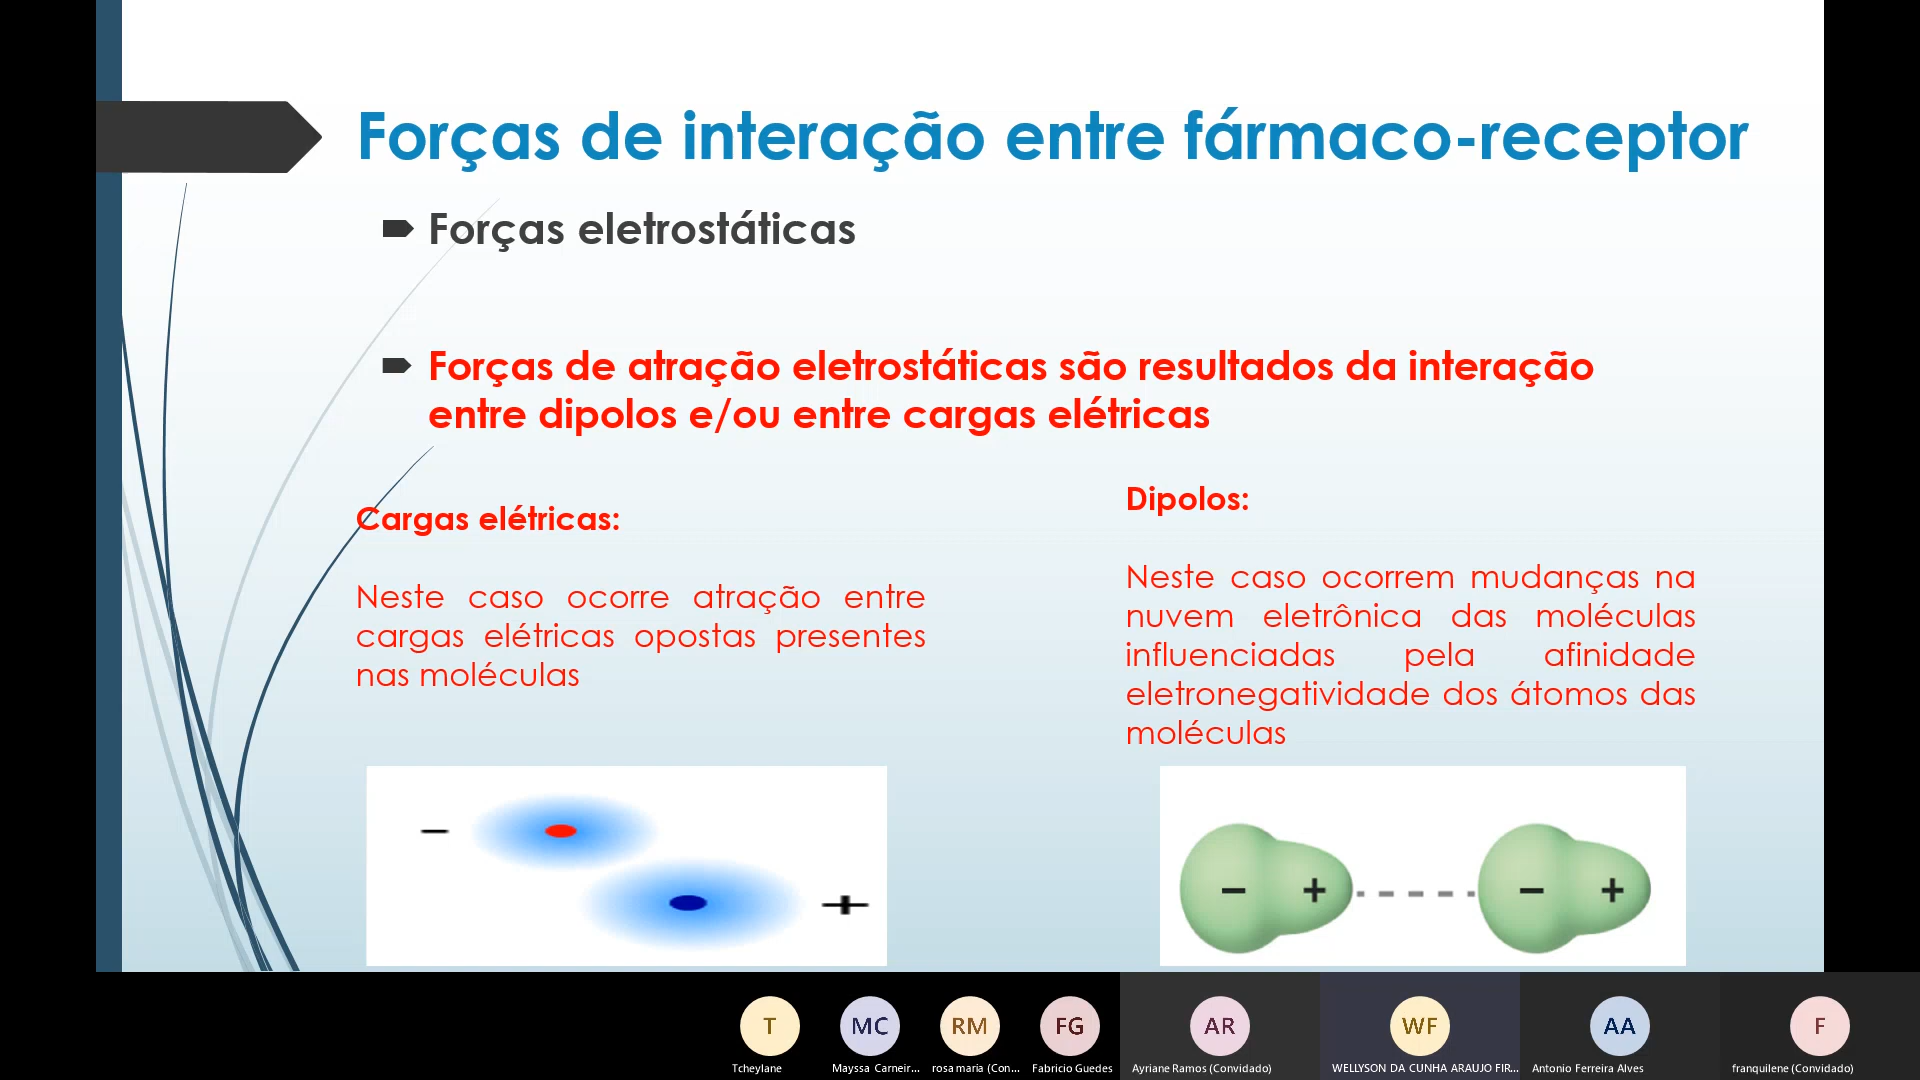 Forças de interação entre fármaco-receptor
Forças eletrostáticas
Forças de atração eletrostáticas são resultados da interação
entre dipolos e/ou entre cargas elétricas
Cargas elétricas:
Neste caso ocorre atração entre
cargas elétricas opostas presentes
nas moléculas
Dipolos:
Neste caso ocorrem mudanças na
nuvem eletrônica das moléculas
influenciadas pela afinidade
eletronegatividade dos átomos das
moléculas
− +
− + − +
T MC RM FG AR WF AA F
Tcheylane Mayssa Carneir... rosa maria (Con... Fabricio Guedes Ayriane Ramos (Convidado) WELLYSON DA CUNHA ARAUJO FIR... Antonio Ferreira Alves franquilene (Convidado)